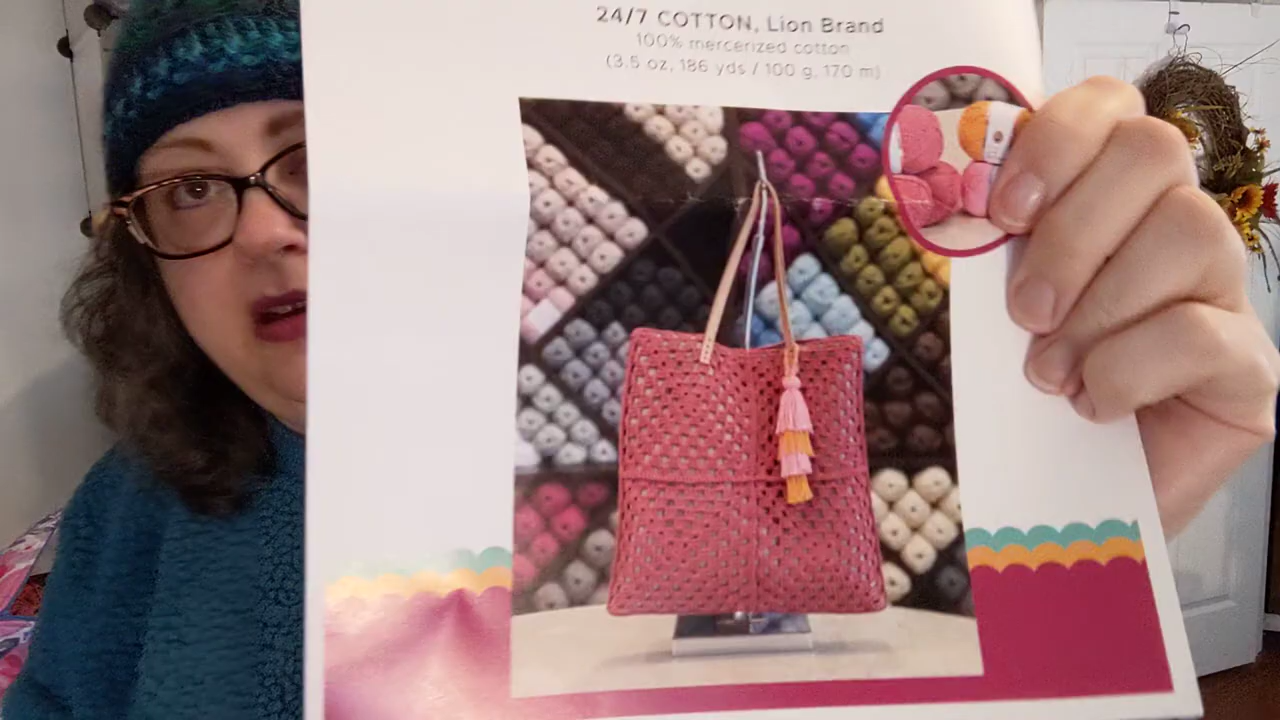 24/7 COTTON, Lion Brand
100% mercerized cotton
(3.5 oz, 186 yds / 100 g, 170 m)